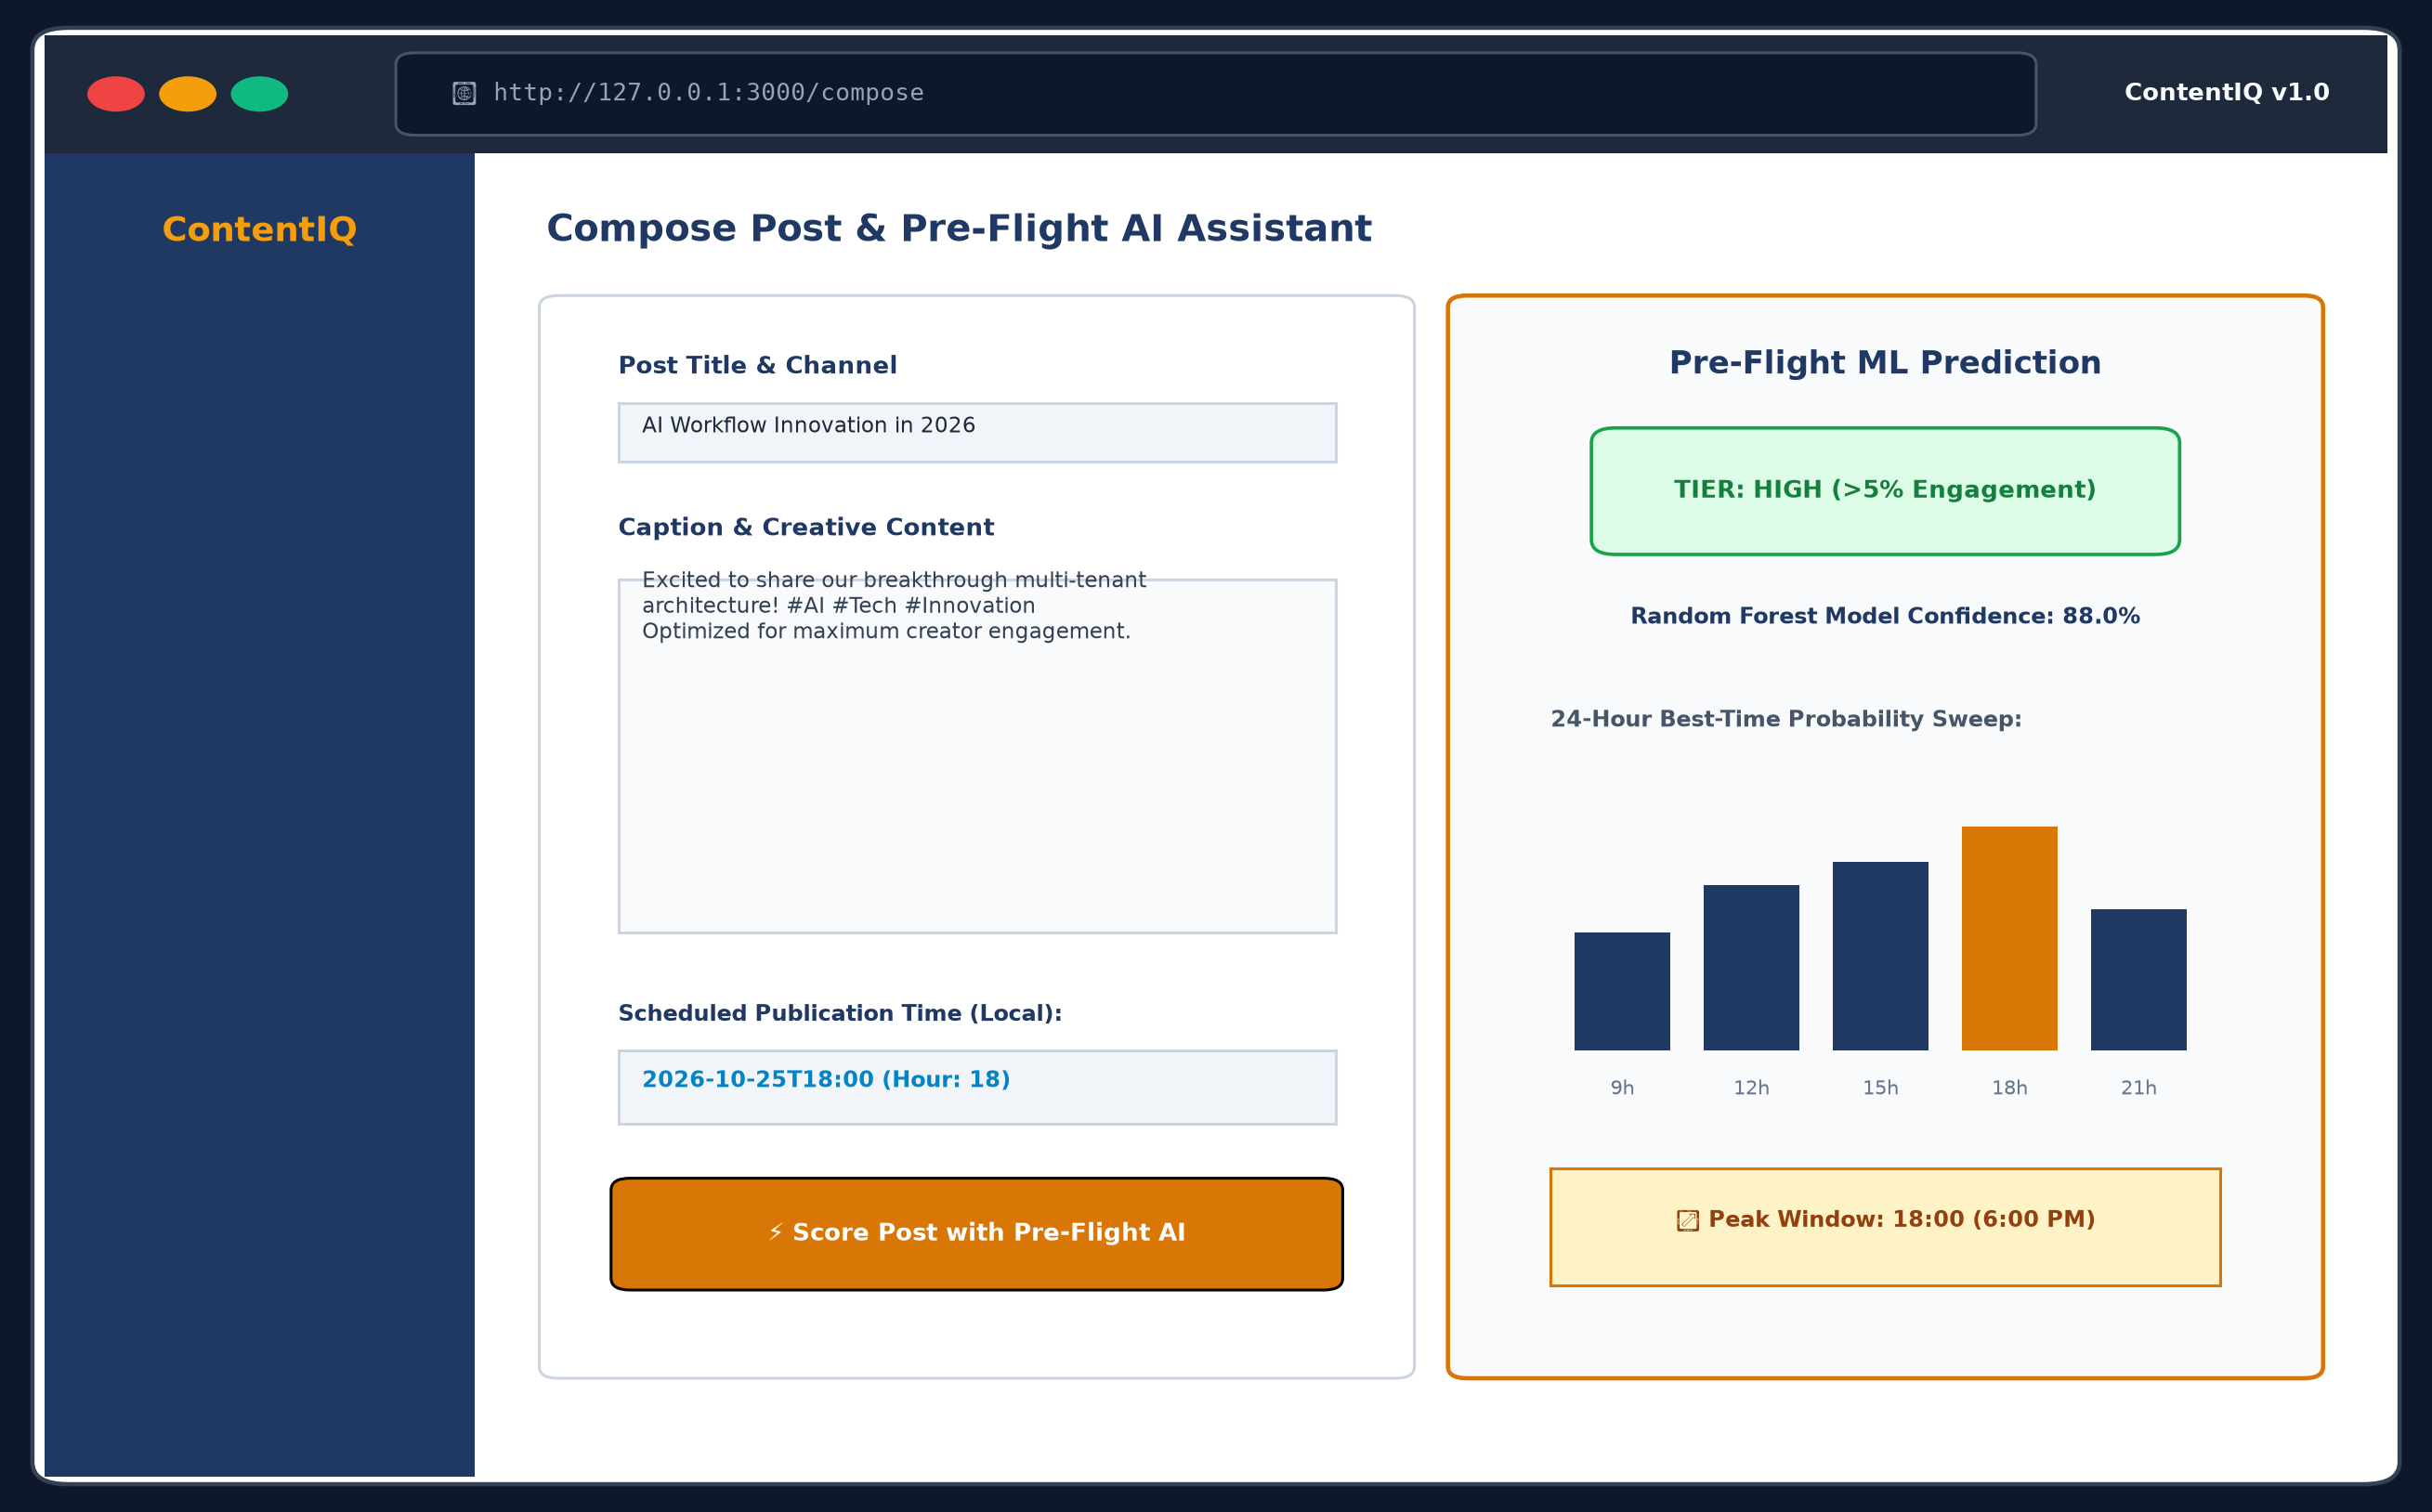 http://127.0.0.1:3000/compose
ContentIQ v1.0
ContentIQ
Compose Post & Pre-Flight AI Assistant
Post Title & Channel
AI Workflow Innovation in 2026
Caption & Creative Content
Excited to share our breakthrough multi-tenant
architecture! #AI #Tech #Innovation
Optimized for maximum creator engagement.
Scheduled Publication Time (Local):
2026-10-25T18:00 (Hour: 18)
⚡ Score Post with Pre-Flight AI
Pre-Flight ML Prediction
TIER: HIGH (>5% Engagement)
Random Forest Model Confidence: 88.0%
24-Hour Best-Time Probability Sweep:
9h 12h 15h 18h 21h
Peak Window: 18:00 (6:00 PM)